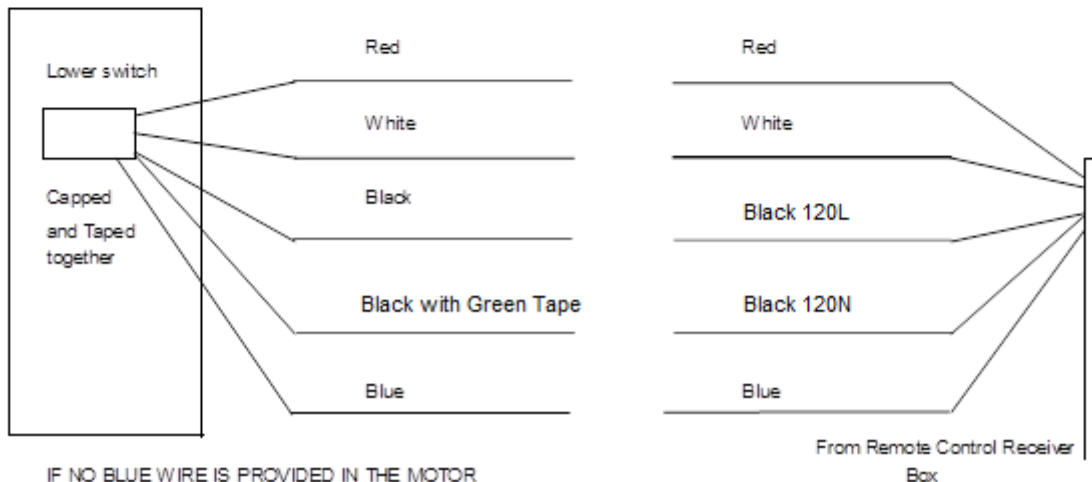 Red
Red
Lower switch
White
White
Capped
and Taped
together
Black
Black 120L
Black with Green Tape
Black 120N
Blue
Blue
From Remote Control Receiver
Box
IF NO BLUE WIRE IS PROVIDED IN THE MOTOR